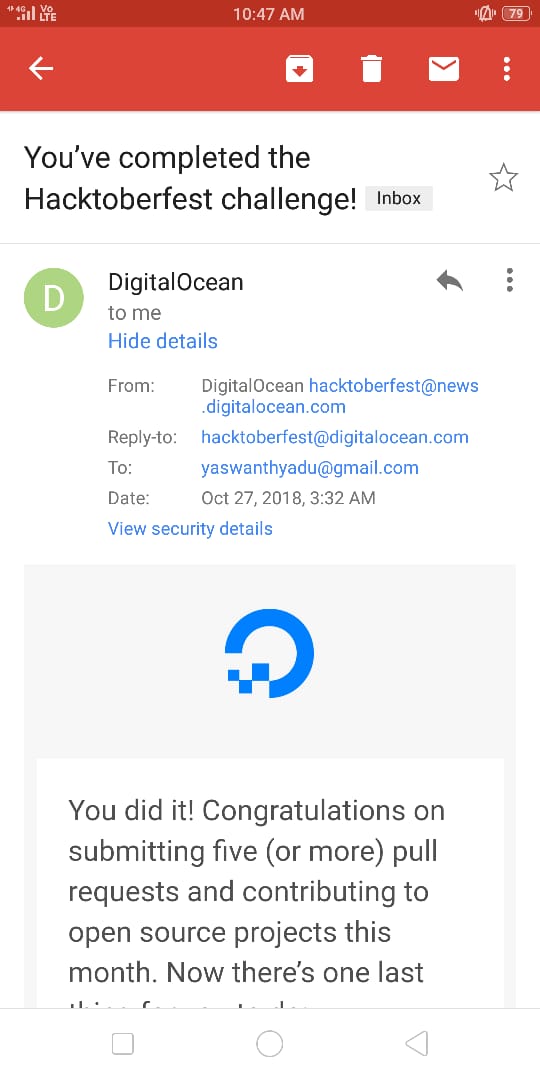 4G Vo LTE 10:47 AM 79
You’ve completed the
Hacktoberfest challenge! Inbox
D DigitalOcean
to me
Hide details
From: DigitalOcean hacktoberfest@news
.digitalocean.com
Reply-to: hacktoberfest@digitalocean.com
To: yaswanthyadu@gmail.com
Date: Oct 27, 2018, 3:32 AM
View security details
You did it! Congratulations on
submitting five (or more) pull
requests and contributing to
open source projects this
month. Now there’s one last